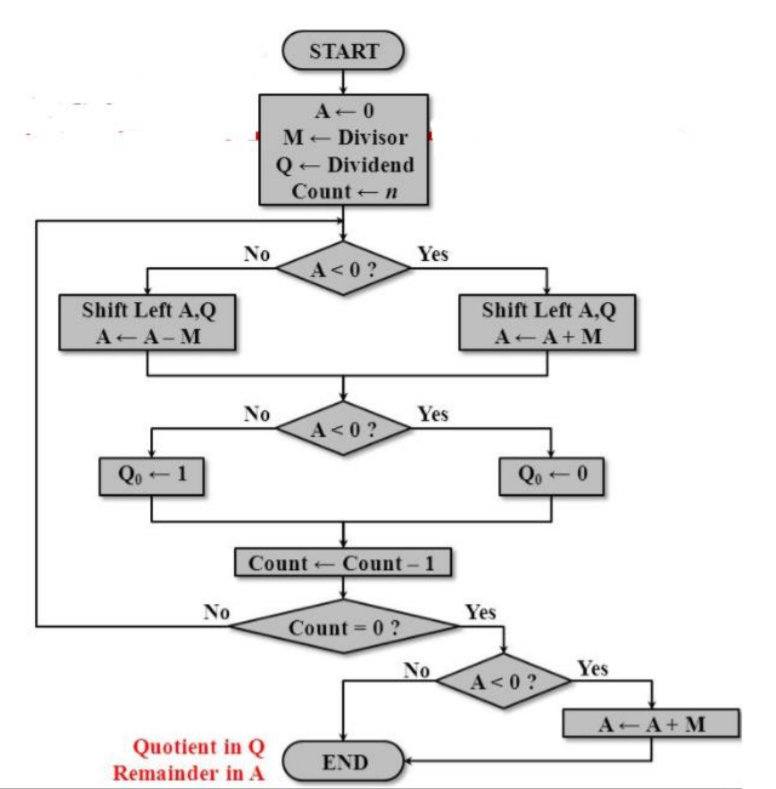 START
A ← 0
M ← Divisor
Q ← Dividend
Count ← n
No
A < 0 ?
Yes
Shift Left A,Q
A ← A – M
Shift Left A,Q
A ← A + M
No
A < 0 ?
Yes
Q₀ ← 1
Q₀ ← 0
Count ← Count – 1
No
Count = 0 ?
Yes
No
A < 0 ?
Yes
A ← A + M
Quotient in Q
Remainder in A
END